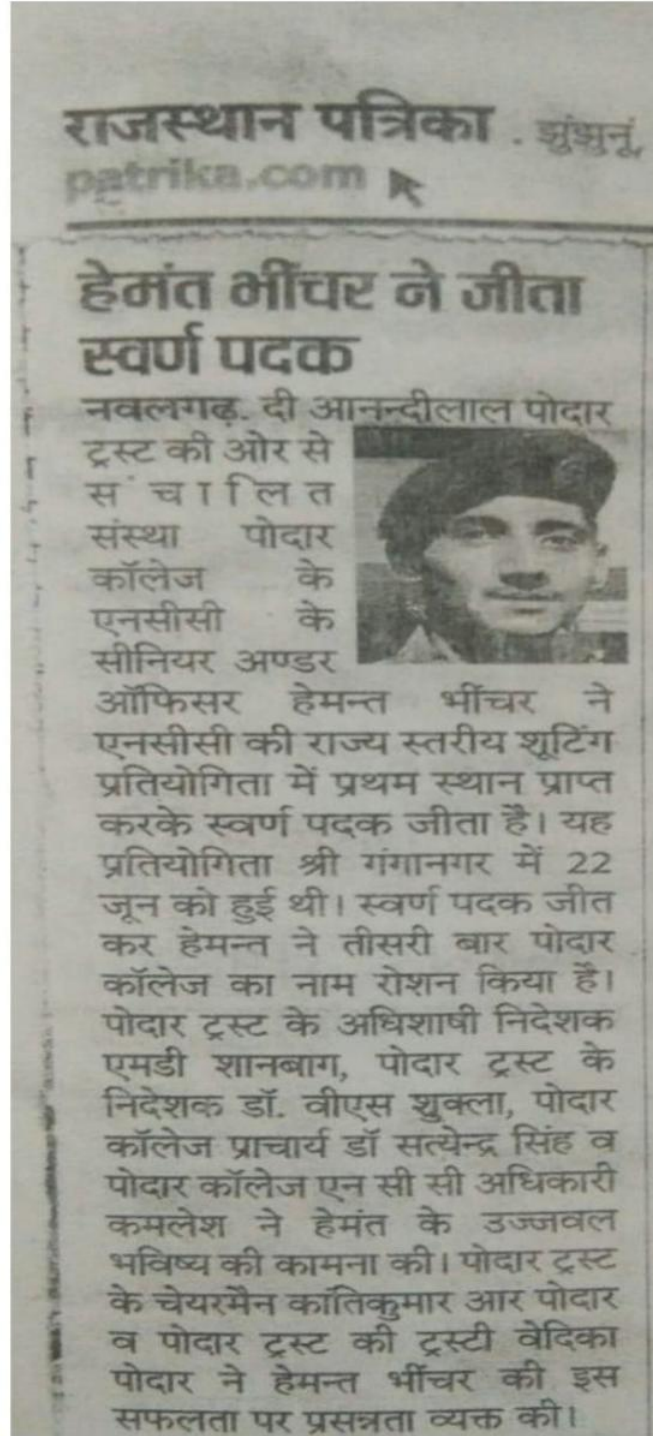 राजस्थान पत्रिका . झुंझुनूं,
patrika.com
हेमंत भींचर ने जीता
स्वर्ण पदक
नवलगढ़. दी आनन्दीलाल पोदार
ट्रस्ट की ओर से
संचालित
संस्था पोदार
कॉलेज के
एनसीसी के
सीनियर अण्डर
ऑफिसर हेमन्त भींचर ने
एनसीसी की राज्य स्तरीय शूटिंग
प्रतियोगिता में प्रथम स्थान प्राप्त
करके स्वर्ण पदक जीता है। यह
प्रतियोगिता श्री गंगानगर में 22
जून को हुई थी। स्वर्ण पदक जीत
कर हेमन्त ने तीसरी बार पोदार
कॉलेज का नाम रोशन किया है।
पोदार ट्रस्ट के अधिशाषी निदेशक
एमडी शानबाग, पोदार ट्रस्ट के
निदेशक डॉ. वीएस शुक्ला, पोदार
कॉलेज प्राचार्य डॉ सत्येन्द्र सिंह व
पोदार कॉलेज एन सी सी अधिकारी
कमलेश ने हेमंत के उज्जवल
भविष्य की कामना की। पोदार ट्रस्ट
के चेयरमैन कांतिकुमार आर पोदार
व पोदार ट्रस्ट की ट्रस्टी वेदिका
पोदार ने हेमन्त भींचर की इस
सफलता पर प्रसन्नता व्यक्त की।